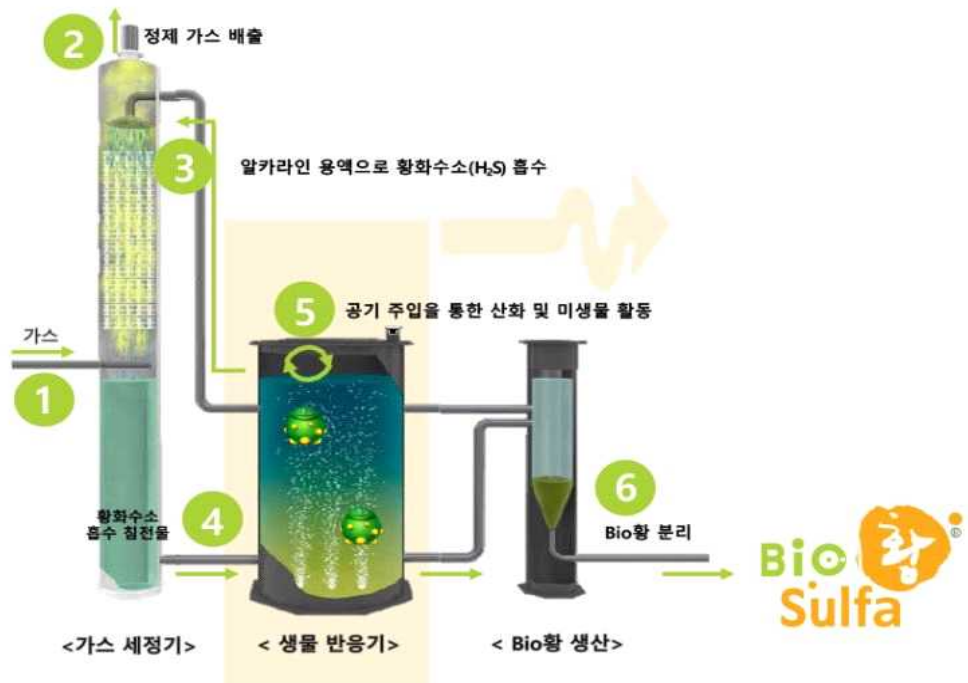 2
정제 가스 배출
3
알카라인 용액으로 황화수소(H₂S) 흡수
5
공기 주입을 통한 산화 및 미생물 활동
가스
1
황화수소
흡수 침전물
4
6
Bio황 분리
Bio 황 ®
Sulfa
<가스 세정기>
< 생물 반응기>
< Bio황 생산>